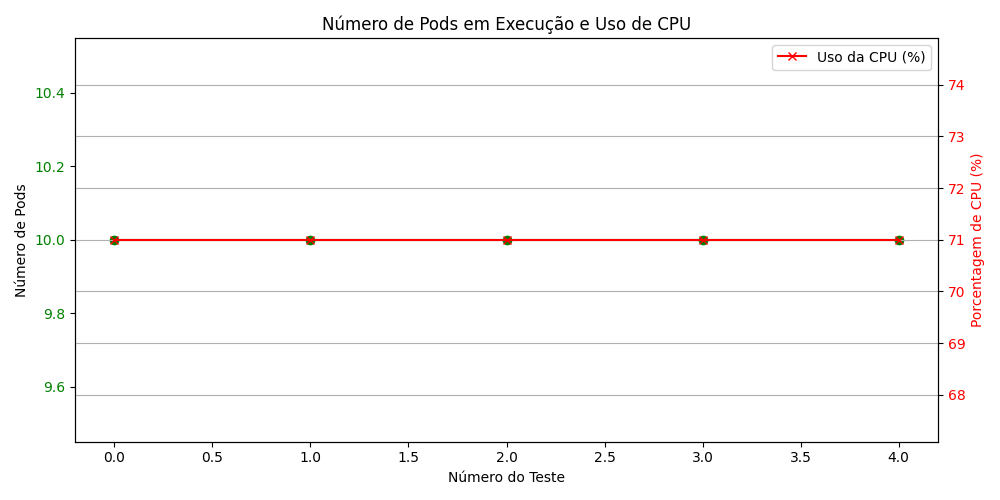 Número de Pods em Execução e Uso de CPU
Uso da CPU (%)
Número de Pods
10.4
10.2
10.0
9.8
9.6
74
73
72
71
70
69
68
Porcentagem de CPU (%)
0.0 0.5 1.0 1.5 2.0 2.5 3.0 3.5 4.0
Número do Teste